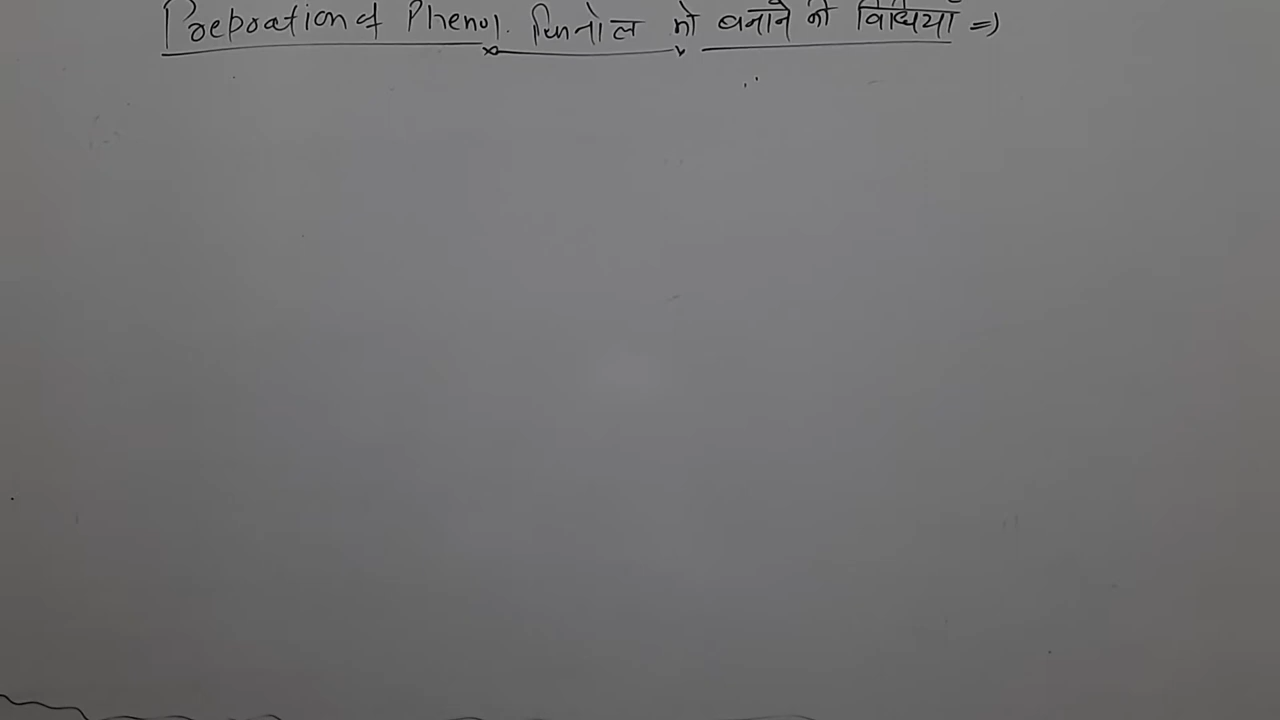 Preparation of Phenol. फिनोल को बनाने की विधियाँ =)